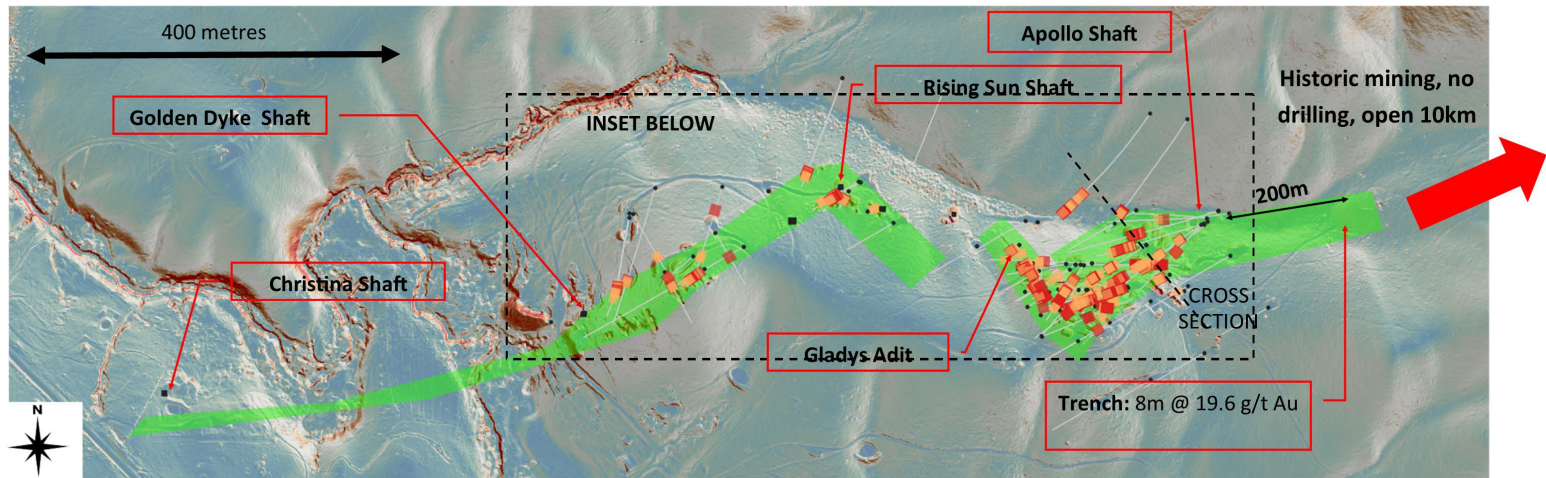 400 metres
Apollo Shaft
Historic mining, no
drilling, open 10km
Rising Sun Shaft
Golden Dyke Shaft
INSET BELOW
200m
Christina Shaft
CROSS
SÈCTION
Gladys Adit
Trench: 8m @ 19.6 g/t Au
N